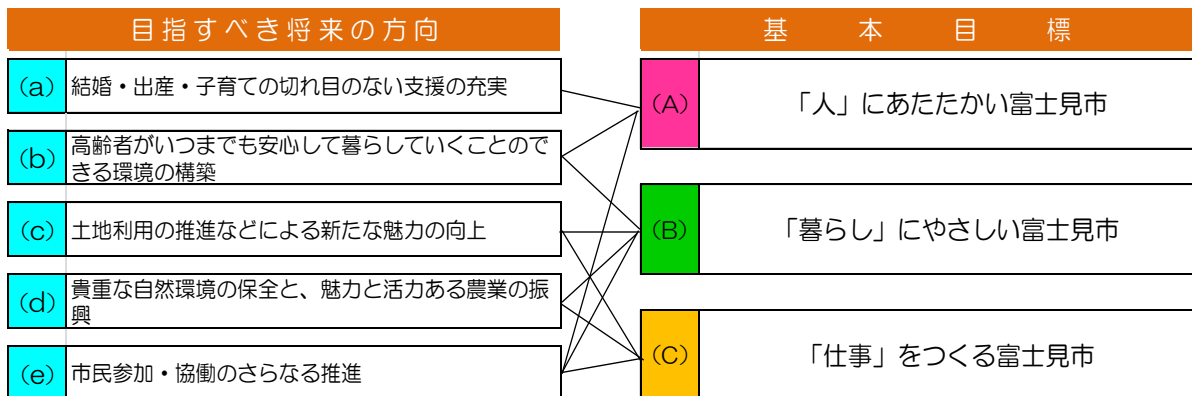 目指すべき将来の方向
(a) 結婚・出産・子育ての切れ目のない支援の充実
(b) 高齢者がいつまでも安心して暮らしていくことので
きる環境の構築
(c) 土地利用の推進などによる新たな魅力の向上
(d) 貴重な自然環境の保全と、魅力と活力ある農業の振
興
(e) 市民参加・協働のさらなる推進
基本目標
(A) 「人」にあたたかい富士見市
(B) 「暮らし」にやさしい富士見市
(C) 「仕事」をつくる富士見市